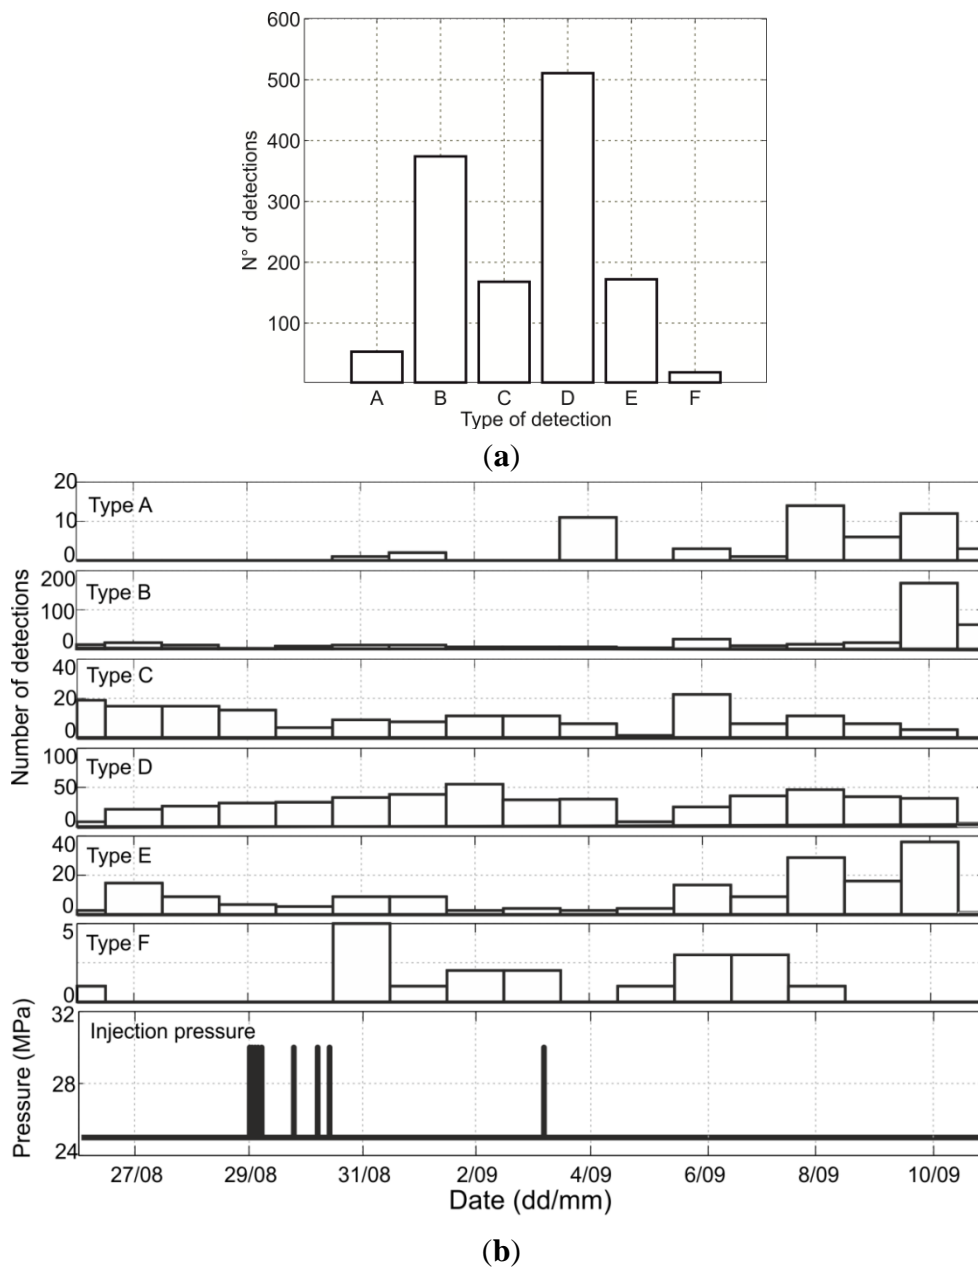 600
500
400
300
200
100
N° of detections
A B C D E F
Type of detection
(a)
20
10
0
Type A
200
100
0
Type B
40
20
0
Type C
100
50
0
Type D
40
20
0
Type E
5
0
Type F
Number of detections
32
28
24
Injection pressure
Pressure (MPa)
27/08 29/08 31/08 2/09 4/09 6/09 8/09 10/09
Date (dd/mm)
(b)